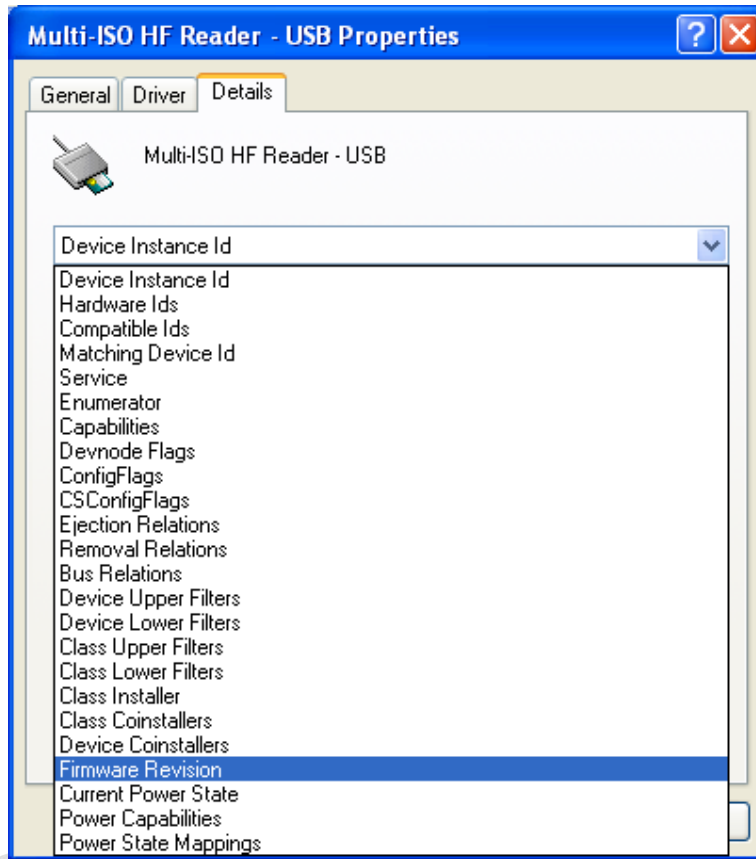 Multi-ISO HF Reader - USB Properties
General Driver Details
Multi-ISO HF Reader - USB
Device Instance Id
Device Instance Id
Hardware Ids
Compatible Ids
Matching Device Id
Service
Enumerator
Capabilities
Devnode Flags
ConfigFlags
CSConfigFlags
Ejection Relations
Removal Relations
Bus Relations
Device Upper Filters
Device Lower Filters
Class Upper Filters
Class Lower Filters
Class Installer
Class Coinstallers
Device Coinstallers
Firmware Revision
Current Power State
Power Capabilities
Power State Mappings